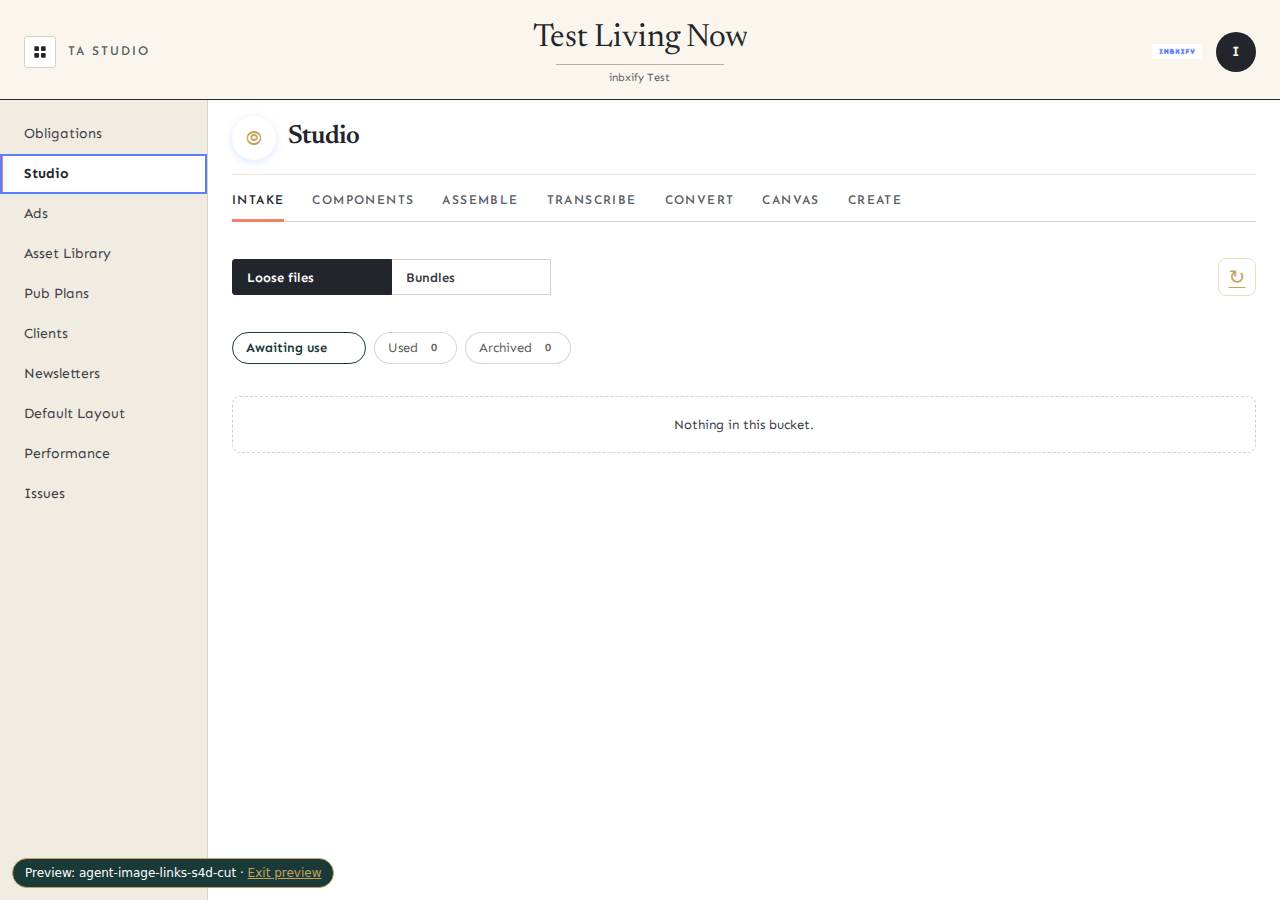 TA STUDIO
Test Living Now
inbxify Test
INBXIFY
I
Obligations
Studio
Ads
Asset Library
Pub Plans
Clients
Newsletters
Default Layout
Performance
Issues
Studio
INTAKE COMPONENTS ASSEMBLE TRANSCRIBE CONVERT CANVAS CREATE
Loose files Bundles
Awaiting use Used 0 Archived 0
Nothing in this bucket.
Preview: agent-image-links-s4d-cut · Exit preview